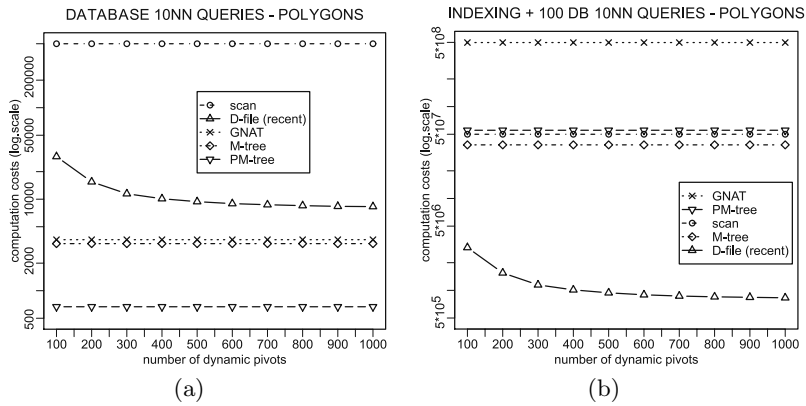 DATABASE 10NN QUERIES - POLYGONS
computation costs (log.scale)
200000
50000
10000
2000
500
scan
D-file (recent)
GNAT
M-tree
PM-tree
100 200 300 400 500 600 700 800 900 1000
number of dynamic pivots
(a)
INDEXING + 100 DB 10NN QUERIES - POLYGONS
computation costs (log.scale)
5*10^8
5*10^7
5*10^6
5*10^5
GNAT
PM-tree
scan
M-tree
D-file (recent)
100 200 300 400 500 600 700 800 900 1000
number of dynamic pivots
(b)